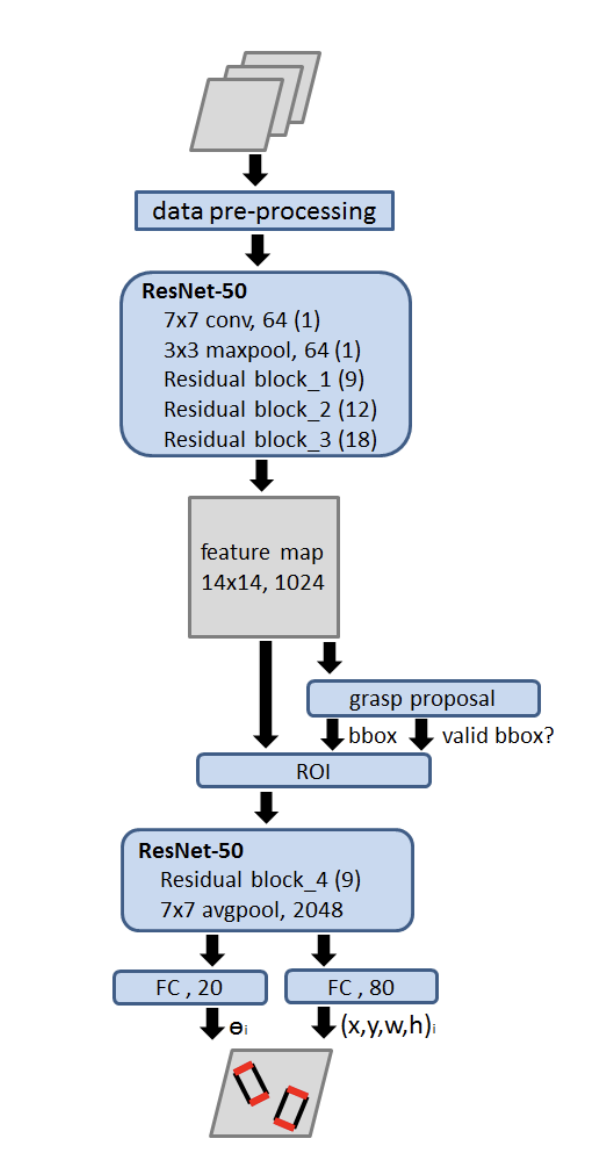 data pre-processing
ResNet-50
7x7 conv, 64 (1)
3x3 maxpool, 64 (1)
Residual block_1 (9)
Residual block_2 (12)
Residual block_3 (18)
feature map
14x14, 1024
grasp proposal
bbox
valid bbox?
ROI
ResNet-50
Residual block_4 (9)
7x7 avgpool, 2048
FC , 20
FC , 80
ɵᵢ
(x,y,w,h)ᵢ